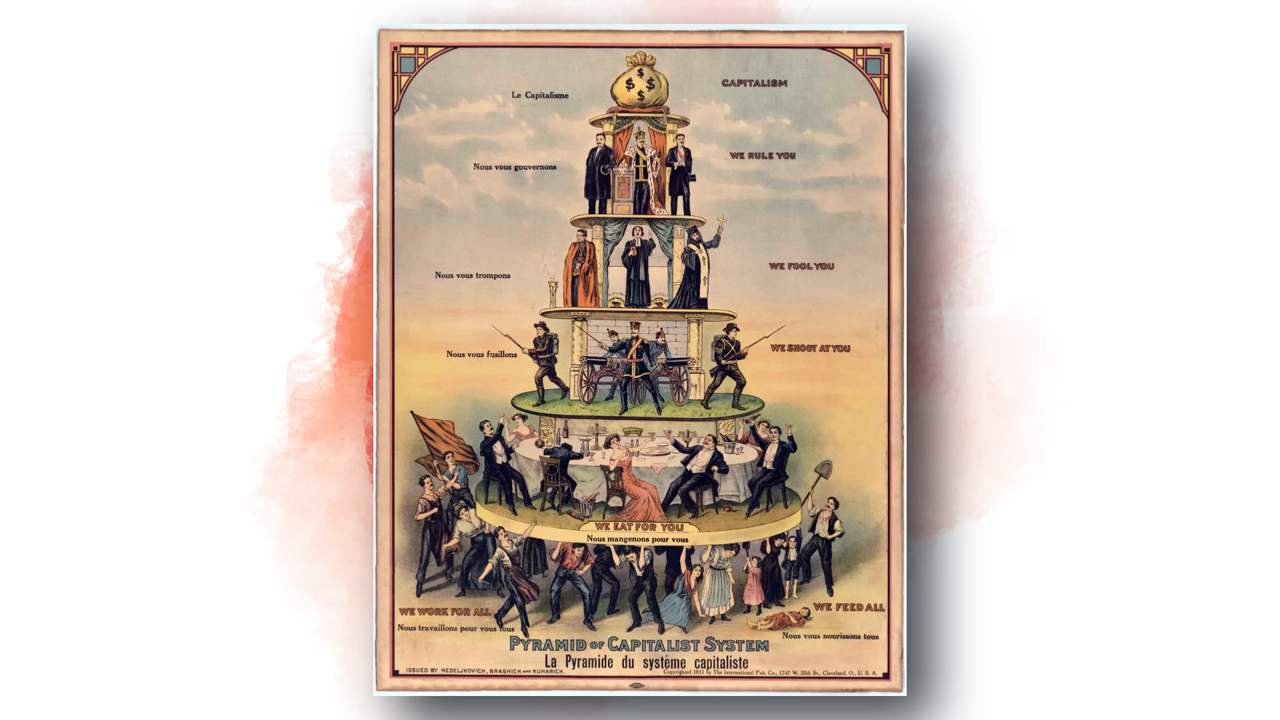 Le Capitalisme
CAPITALISM
Nous vous gouvernons
WE RULE YOU
Nous vous trompons
WE FOOL YOU
Nous vous fusillons
WE SHOOT AT YOU
WE EAT FOR YOU
Nous mangenons pour vous
WE WORK FOR ALL
Nous travaillons pour vous tous
WE FEED ALL
Nous vous nourissons tous
PYRAMID OF CAPITALIST SYSTEM
La Pyramide du système capitaliste
ISSUED BY NEDELJKOVICH, BRASHICH AND KUHARICH.
Copyrighted 1911 by The International Pub. Co., 1747 W. 25th St., Cleveland, O., U. S. A.